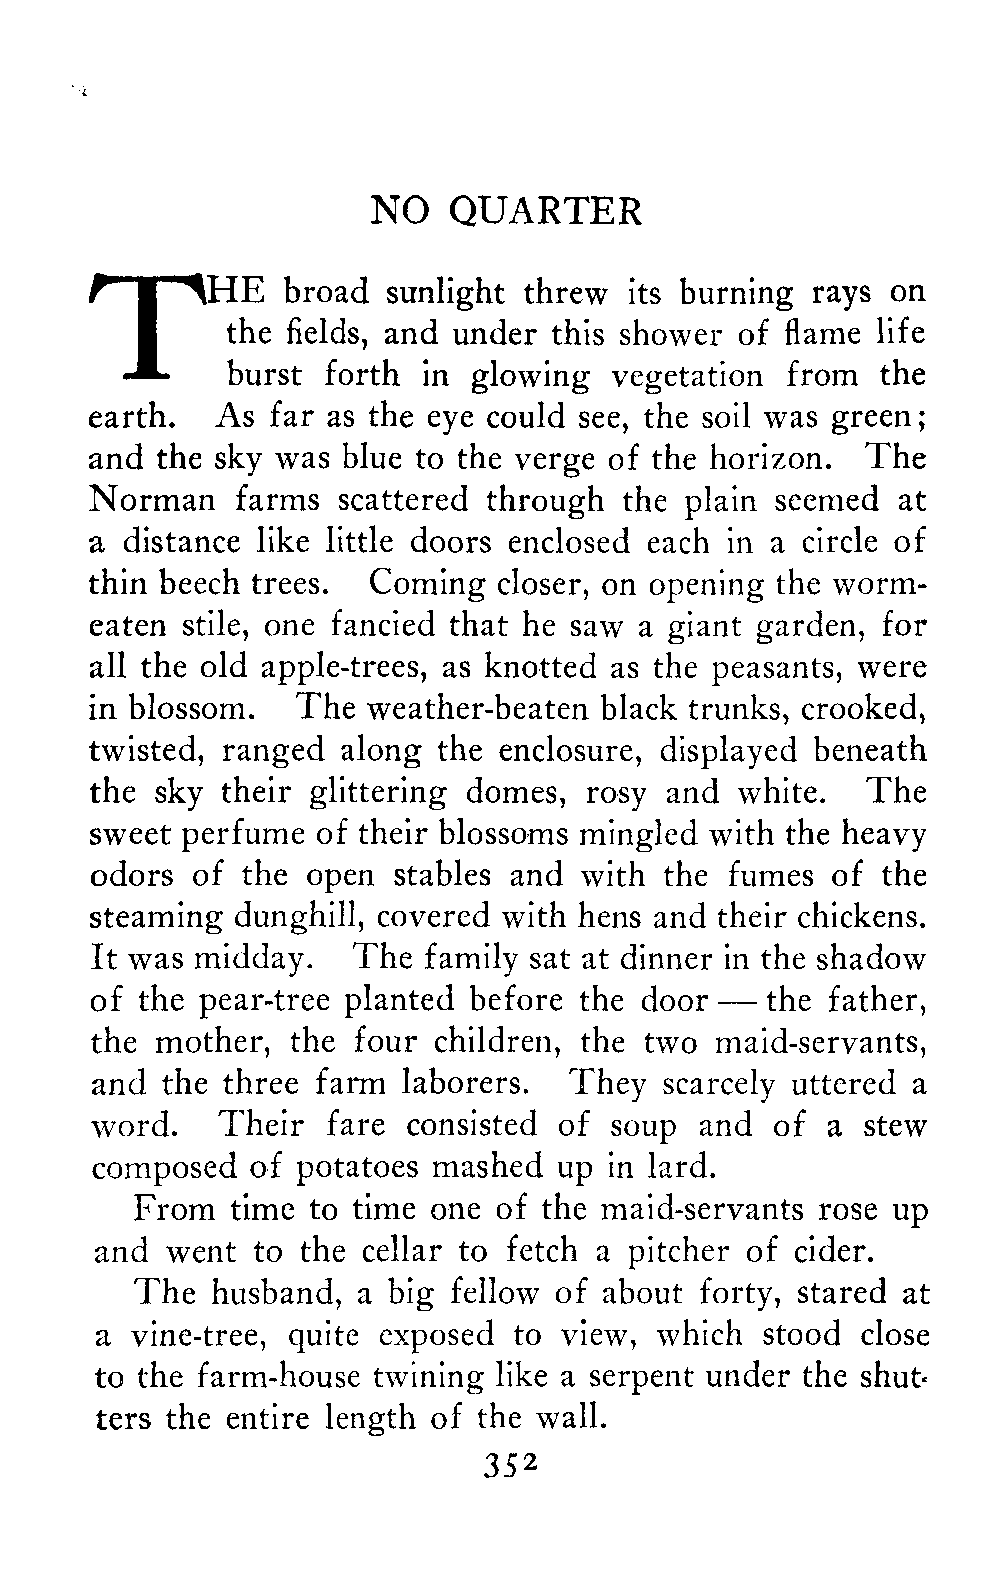 NO QUARTER
THE broad sunlight threw its burning rays on
the fields, and under this shower of flame life
burst forth in glowing vegetation from the
earth. As far as the eye could see, the soil was green;
and the sky was blue to the verge of the horizon. The
Norman farms scattered through the plain seemed at
a distance like little doors enclosed each in a circle of
thin beech trees. Coming closer, on opening the worm-
eaten stile, one fancied that he saw a giant garden, for
all the old apple-trees, as knotted as the peasants, were
in blossom. The weather-beaten black trunks, crooked,
twisted, ranged along the enclosure, displayed beneath
the sky their glittering domes, rosy and white. The
sweet perfume of their blossoms mingled with the heavy
odors of the open stables and with the fumes of the
steaming dunghill, covered with hens and their chickens.
It was midday. The family sat at dinner in the shadow
of the pear-tree planted before the door — the father,
the mother, the four children, the two maid-servants,
and the three farm laborers. They scarcely uttered a
word. Their fare consisted of soup and of a stew
composed of potatoes mashed up in lard.
From time to time one of the maid-servants rose up
and went to the cellar to fetch a pitcher of cider.
The husband, a big fellow of about forty, stared at
a vine-tree, quite exposed to view, which stood close
to the farm-house twining like a serpent under the shut-
ters the entire length of the wall.
352